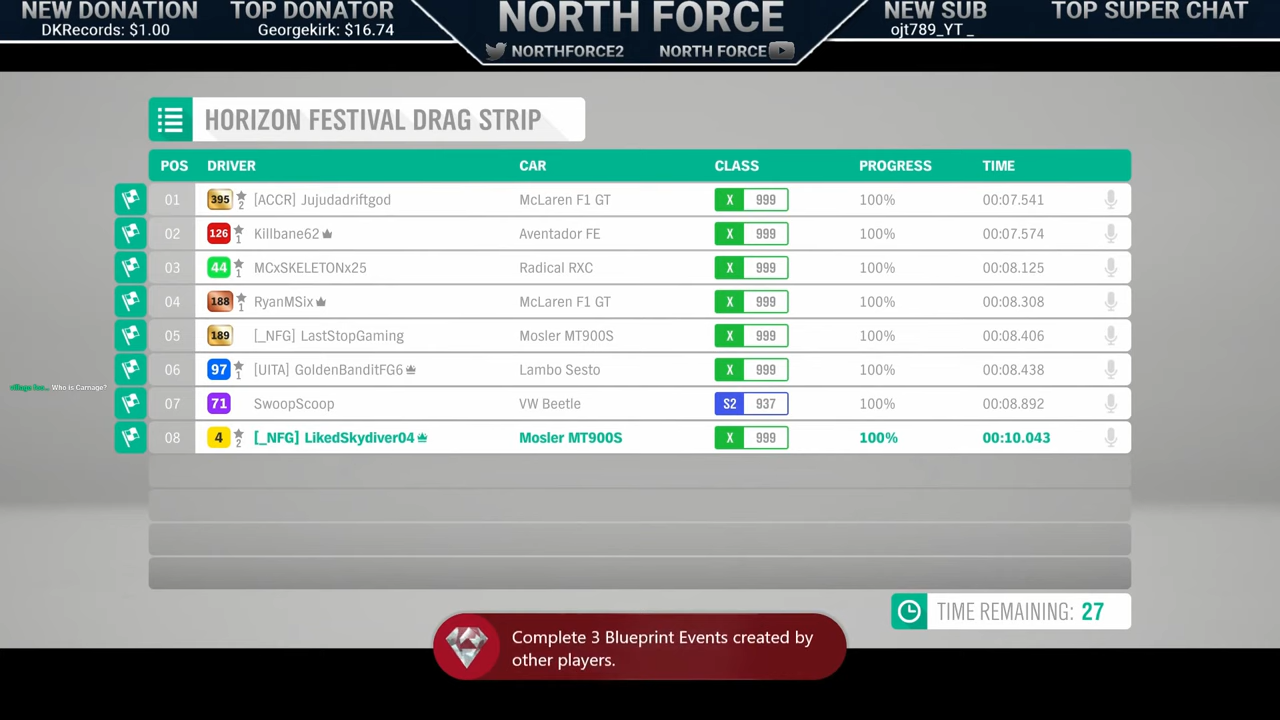 NEW DONATION
DKRecords: $1.00
TOP DONATOR
Georgekirk: $16.74
NORTH FORCE
NORTHFORCE2 NORTH FORCE
NEW SUB
ojt789_YT _
TOP SUPER CHAT
HORIZON FESTIVAL DRAG STRIP
POS DRIVER CAR CLASS PROGRESS TIME
01 395 2 [ACCR] Jujudadriftgod McLaren F1 GT X 999 100% 00:07.541
02 126 1 Killbane62 Aventador FE X 999 100% 00:07.574
03 44 1 MCxSKELETONx25 Radical RXC X 999 100% 00:08.125
04 188 1 RyanMSix McLaren F1 GT X 999 100% 00:08.308
05 189 [_NFG] LastStopGaming Mosler MT900S X 999 100% 00:08.406
06 97 1 [UITA] GoldenBanditFG6 Lambo Sesto X 999 100% 00:08.438
Who is Carnage?
07 71 SwoopScoop VW Beetle S2 937 100% 00:08.892
08 4 2 [_NFG] LikedSkydiver04 Mosler MT900S X 999 100% 00:10.043
TIME REMAINING: 27
Complete 3 Blueprint Events created by
other players.